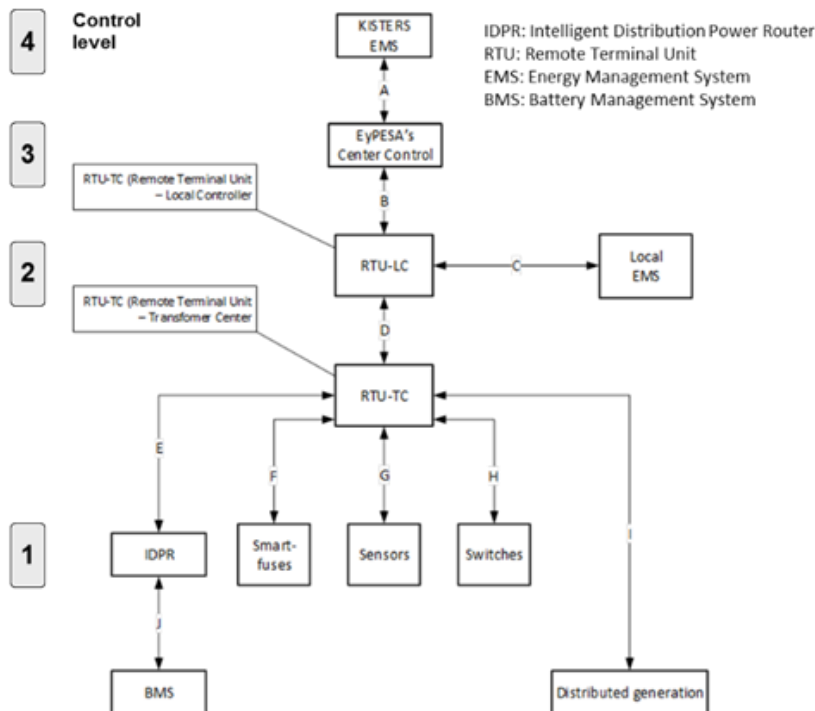 4
Control
level
KISTERS
EMS
IDPR: Intelligent Distribution Power Router
RTU: Remote Terminal Unit
EMS: Energy Management System
BMS: Battery Management System
A
3
EyPESA's
Center Control
RTU-TC (Remote Terminal Unit
– Local Controller
B
2
RTU-LC
C
Local
EMS
RTU-TC (Remote Terminal Unit
– Transfomer Center
D
RTU-TC
E
F
G
H
I
1
IDPR
Smart-
fuses
Sensors
Switches
J
BMS
Distributed generation